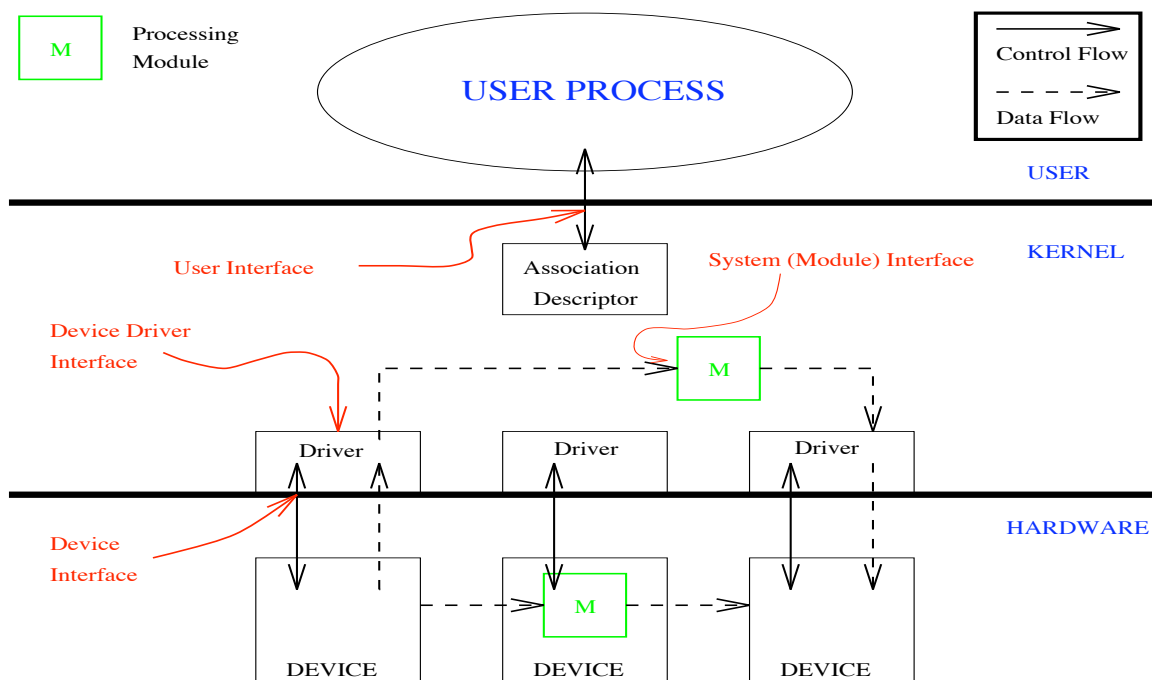 M
Processing
Module
USER PROCESS
Control Flow
Data Flow
USER
KERNEL
User Interface
Association
Descriptor
System (Module) Interface
Device Driver
Interface
M
Driver
Driver
Driver
HARDWARE
Device
Interface
M
DEVICE
DEVICE
DEVICE